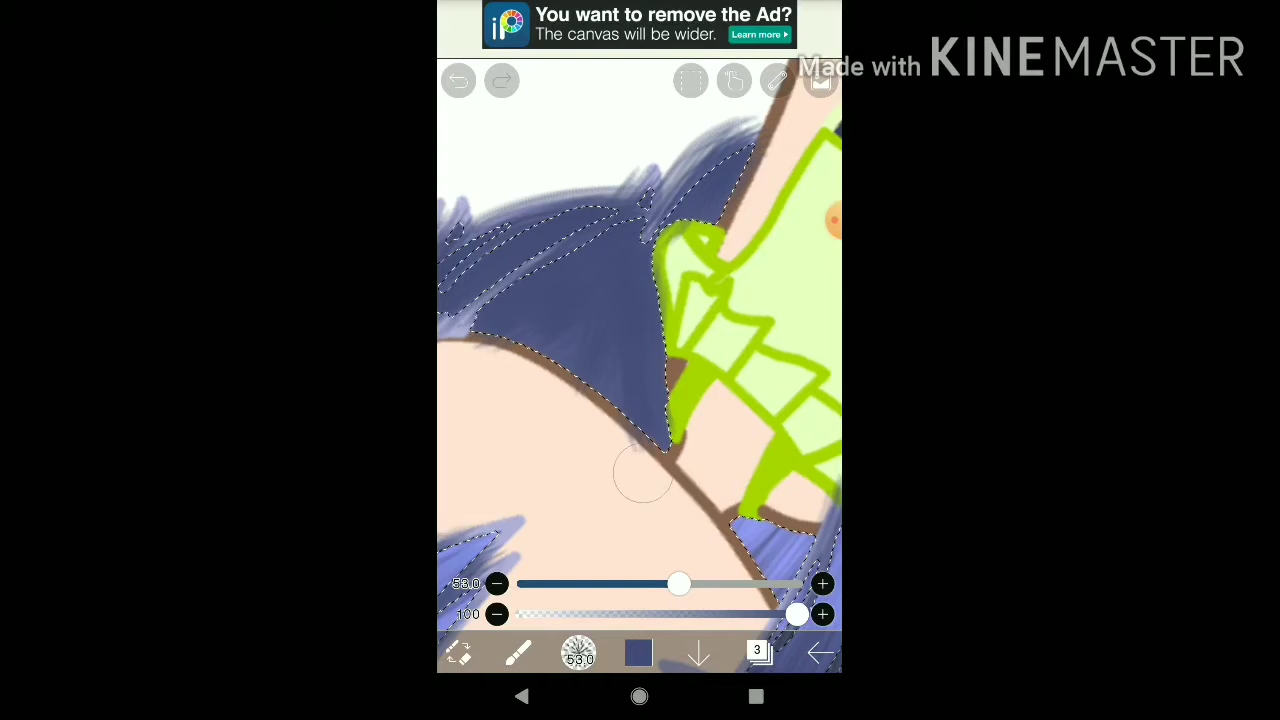 iP
You want to remove the Ad?
The canvas will be wider.
Learn more
Made with KINEMASTER
53.0
100
53.0
3